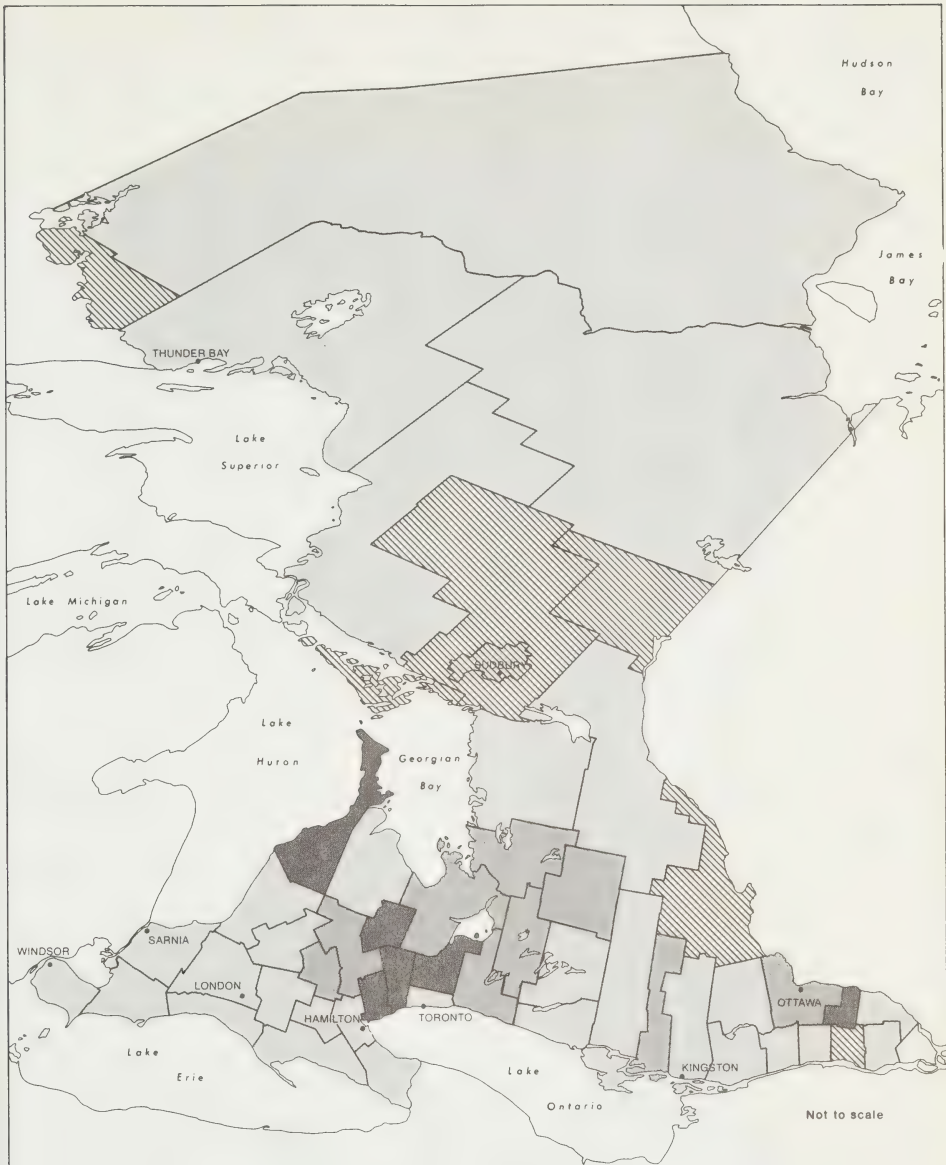 Hudson
Bay
James
Bay
THUNDER BAY
Lake
Superior
Lake Michigan
SUDBURY
Lake
Huron
Georgian
Bay
SARNIA
WINDSOR
LONDON
HAMILTON
TORONTO
OTTAWA
KINGSTON
Lake
Erie
Lake
Ontario
Not to scale